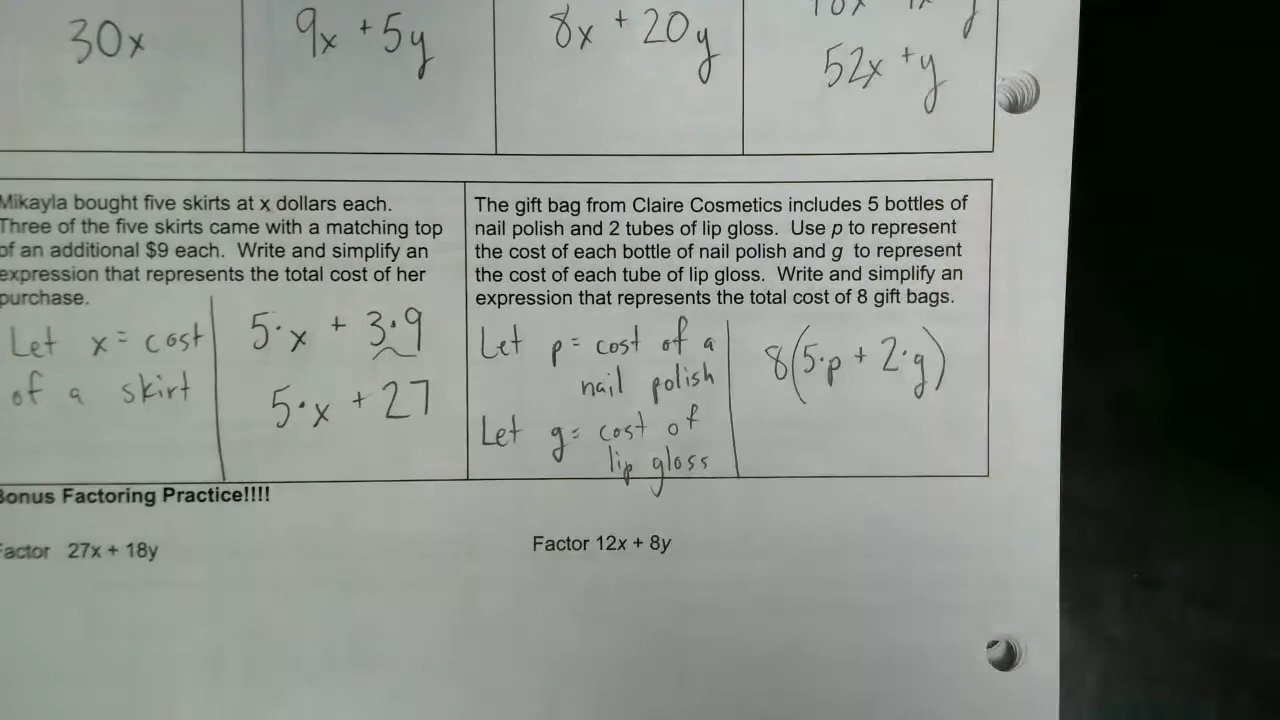 30x
9x + 5y
8x + 20y
52x + y
Mikayla bought five skirts at x dollars each.
Three of the five skirts came with a matching top
of an additional $9 each. Write and simplify an
expression that represents the total cost of her
purchase.
Let x = cost
of a skirt
5·x + 3·9
5·x + 27
The gift bag from Claire Cosmetics includes 5 bottles of
nail polish and 2 tubes of lip gloss. Use p to represent
the cost of each bottle of nail polish and g to represent
the cost of each tube of lip gloss. Write and simplify an
expression that represents the total cost of 8 gift bags.
Let p = cost of a
nail polish
Let g = cost of
lip gloss
8(5·p + 2·g)
Bonus Factoring Practice!!!!
Factor 27x + 18y
Factor 12x + 8y